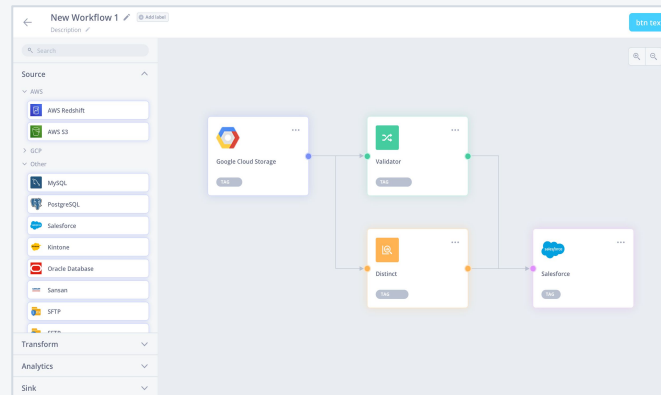 New Workflow 1
Add label
Description
btn tex
Search
Source
AWS
AWS Redshift
AWS S3
GCP
Other
MySQL
PostgreSQL
Salesforce
Kintone
Oracle Database
Sansan
SFTP
SFTP
Transform
Analytics
Sink
Google Cloud Storage
TAG
Validator
TAG
Distinct
TAG
salesforce
Salesforce
TAG